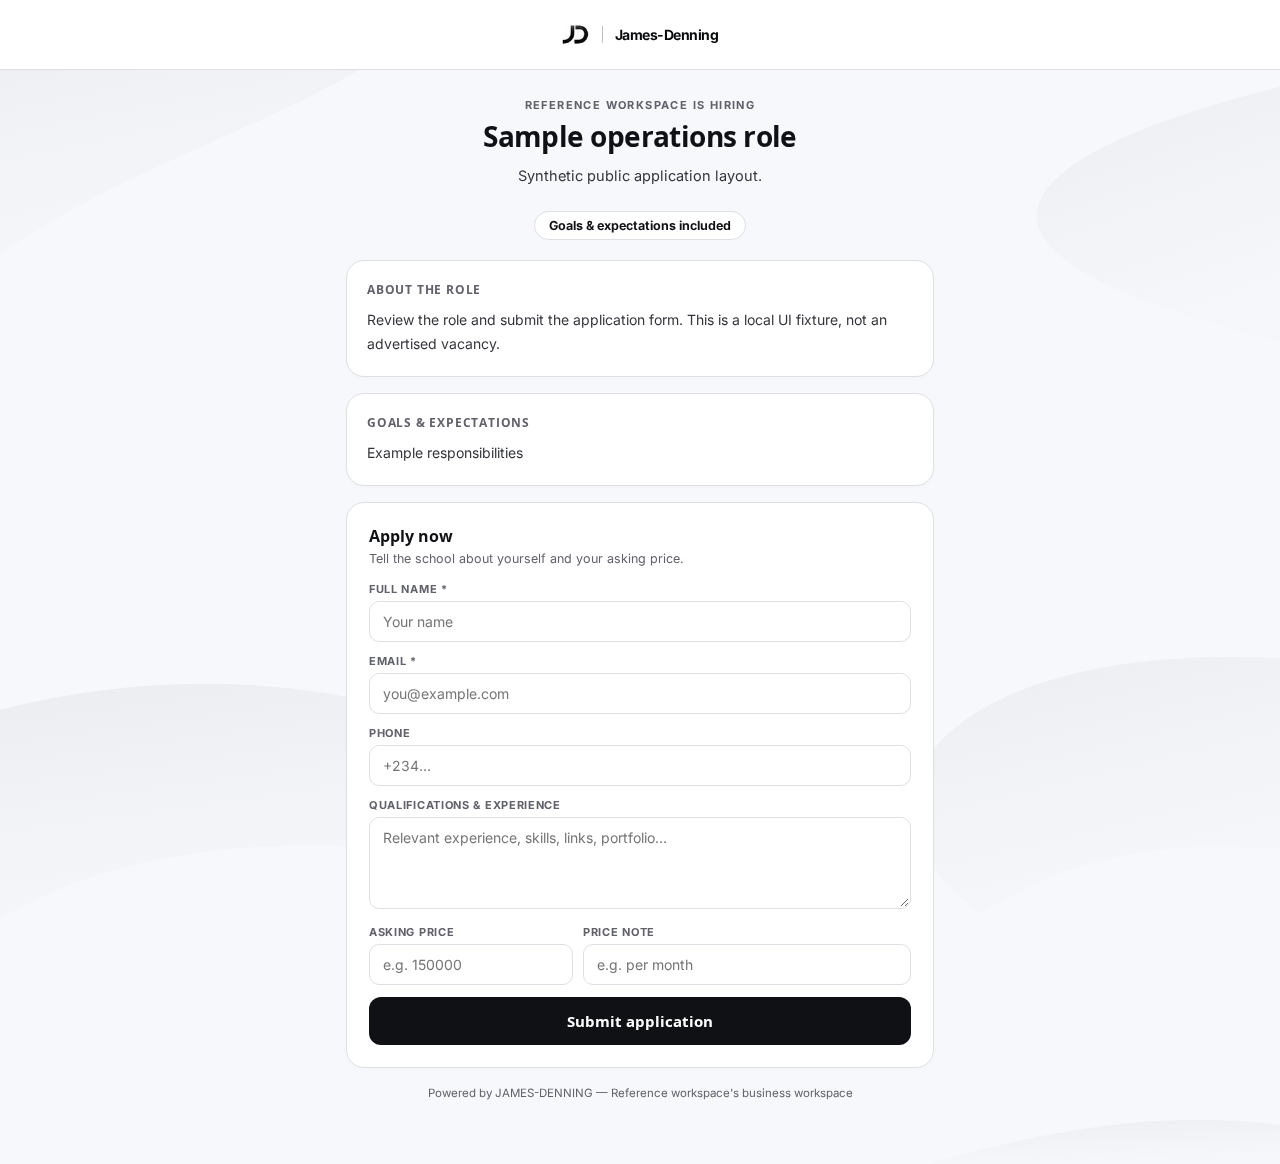 JD James-Denning
REFERENCE WORKSPACE IS HIRING
Sample operations role
Synthetic public application layout.
Goals & expectations included
ABOUT THE ROLE
Review the role and submit the application form. This is a local UI fixture, not an
advertised vacancy.
GOALS & EXPECTATIONS
Example responsibilities
Apply now
Tell the school about yourself and your asking price.
FULL NAME *
Your name
EMAIL *
you@example.com
PHONE
+234...
QUALIFICATIONS & EXPERIENCE
Relevant experience, skills, links, portfolio...
ASKING PRICE PRICE NOTE
e.g. 150000 e.g. per month
Submit application
Powered by JAMES-DENNING — Reference workspace's business workspace